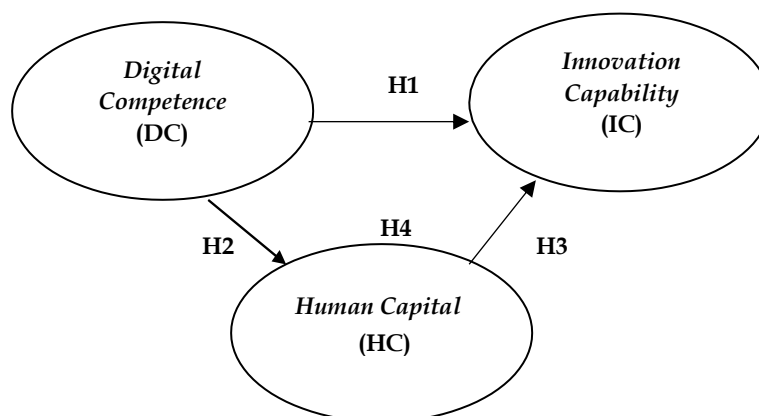 Digital
Competence
(DC)
H1
Innovation
Capability
(IC)
H2
H4
H3
Human Capital
(HC)